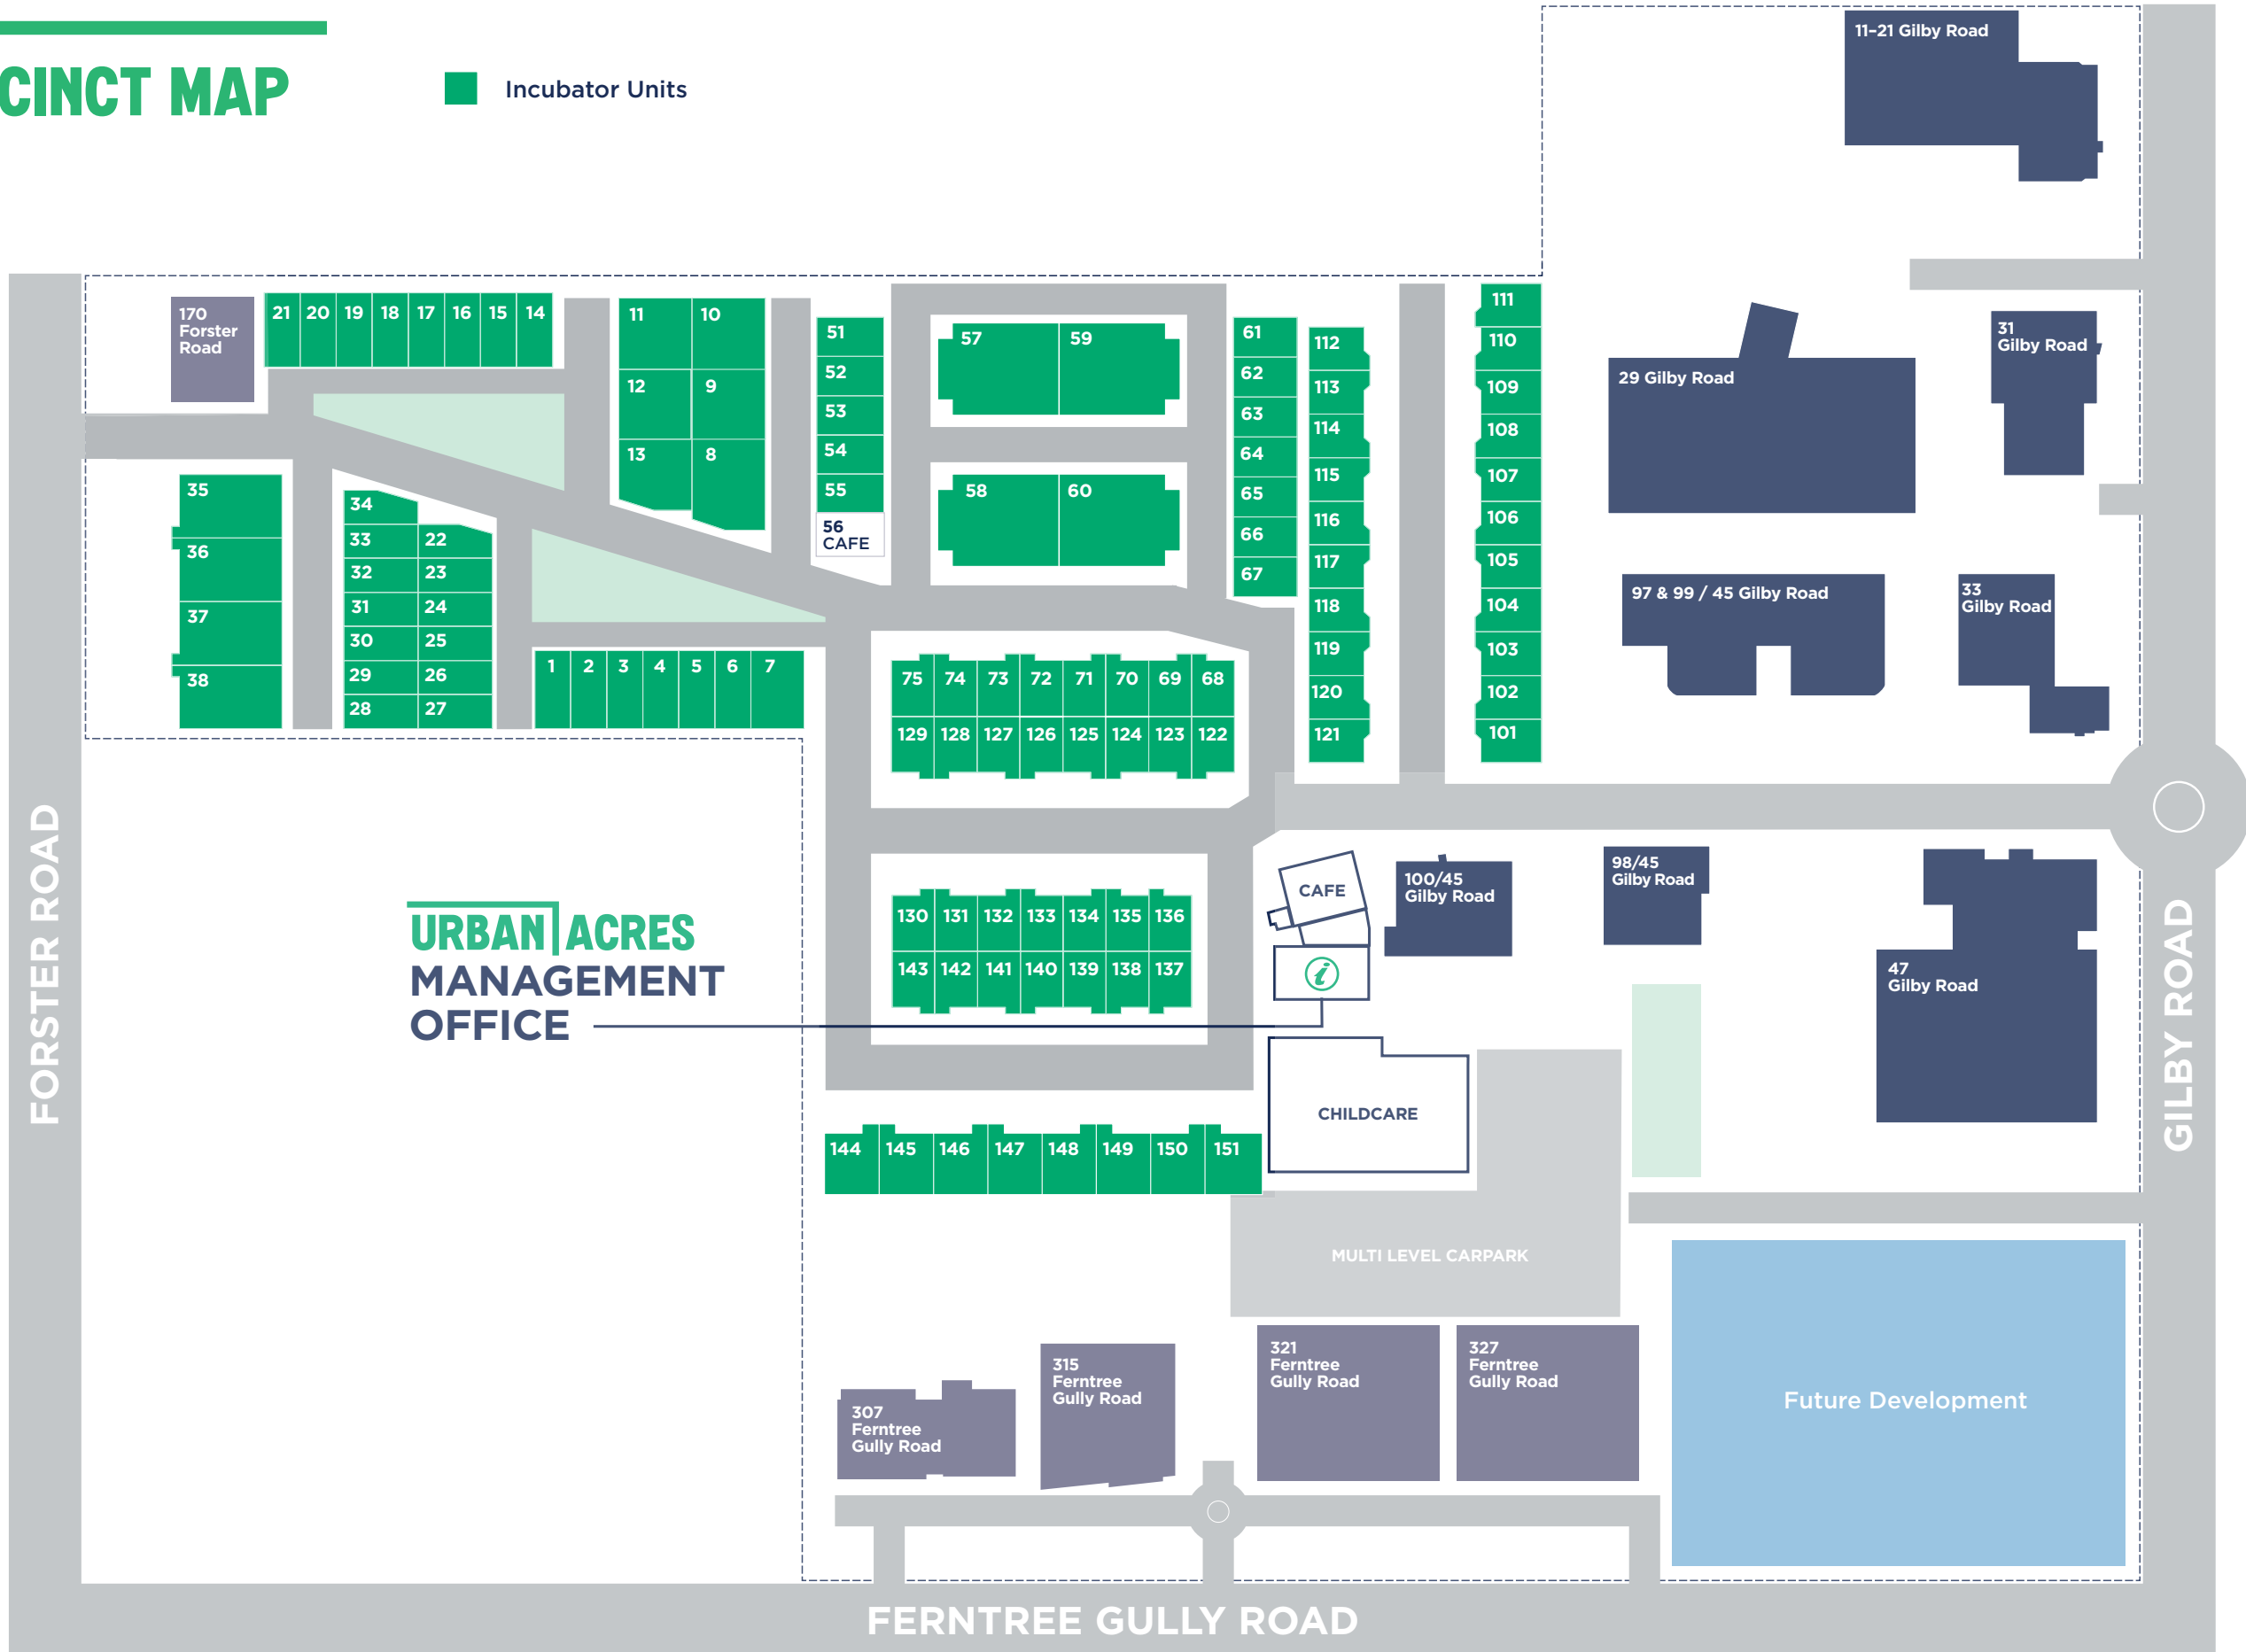 CINCT MAP
Incubator Units
11–21 Gilby Road
170
Forster
Road
21 20 19 18 17 16 15 14
11 10
12 9
13 8
51
52
53
54
55
56
CAFE
57 59
58 60
61
62
63
64
65
66
67
112
113
114
115
116
117
118
119
120
121
111
110
109
108
107
106
105
104
103
102
101
29 Gilby Road
31
Gilby Road
97 & 99 / 45 Gilby Road
33
Gilby Road
35
36
37
38
34
33 22
32 23
31 24
30 25
29 26
28 27
1 2 3 4 5 6 7
75 74 73 72 71 70 69 68
129 128 127 126 125 124 123 122
FORSTER ROAD
URBAN ACRES
MANAGEMENT
OFFICE
130 131 132 133 134 135 136
143 142 141 140 139 138 137
CAFE
i
100/45
Gilby Road
98/45
Gilby Road
47
Gilby Road
GILBY ROAD
CHILDCARE
144 145 146 147 148 149 150 151
MULTI LEVEL CARPARK
307
Ferntree
Gully Road
315
Ferntree
Gully Road
321
Ferntree
Gully Road
327
Ferntree
Gully Road
Future Development
FERNTREE GULLY ROAD